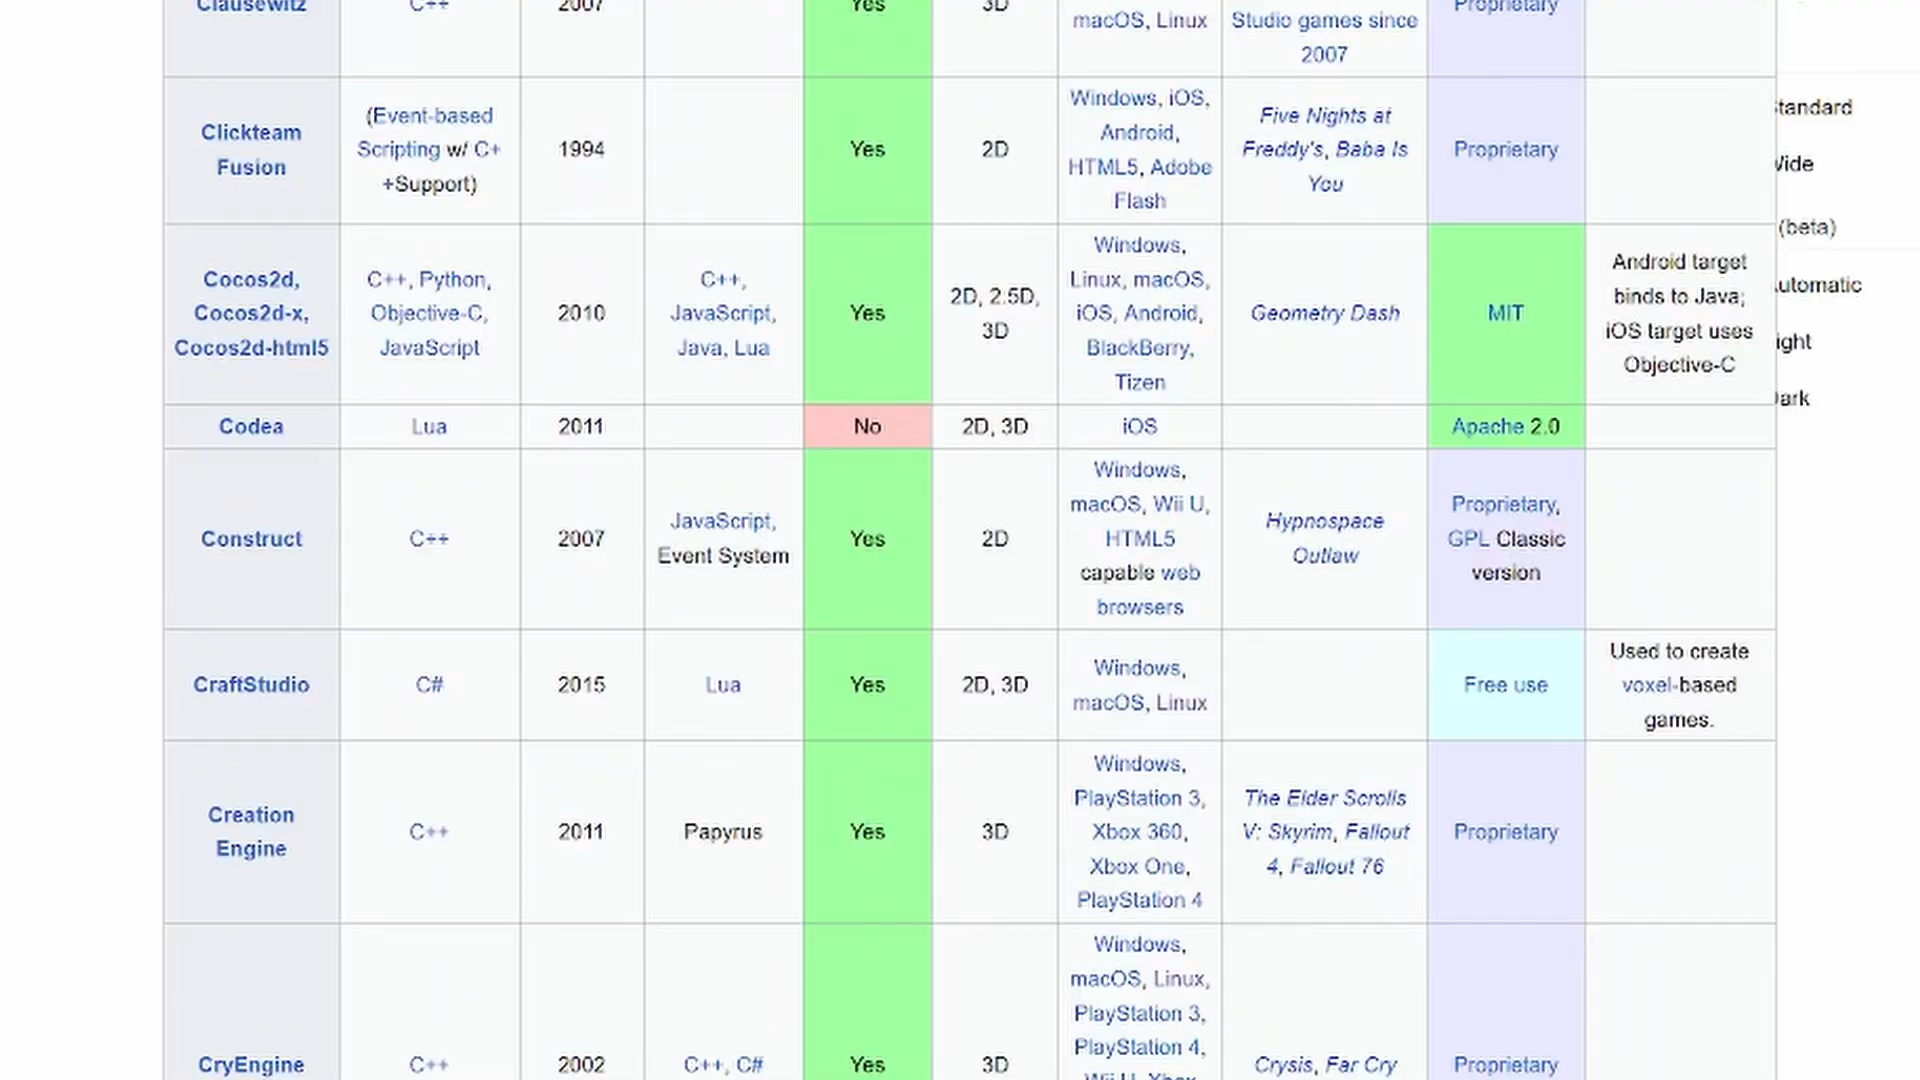 Clausewitz
C++
2007
Yes
3D
macOS, Linux
Studio games since
2007
Proprietary
Clickteam
Fusion
(Event-based
Scripting w/ C+
+Support)
1994
Yes
2D
Windows, iOS,
Android,
HTML5, Adobe
Flash
Five Nights at
Freddy's, Baba Is
You
Proprietary
Cocos2d,
Cocos2d-x,
Cocos2d-html5
C++, Python,
Objective-C,
JavaScript
2010
C++,
JavaScript,
Java, Lua
Yes
2D, 2.5D,
3D
Windows,
Linux, macOS,
iOS, Android,
BlackBerry,
Tizen
Geometry Dash
MIT
Android target
binds to Java;
iOS target uses
Objective-C
Codea
Lua
2011
No
2D, 3D
iOS
Apache 2.0
Construct
C++
2007
JavaScript,
Event System
Yes
2D
Windows,
macOS, Wii U,
HTML5
capable web
browsers
Hypnospace
Outlaw
Proprietary,
GPL Classic
version
CraftStudio
C#
2015
Lua
Yes
2D, 3D
Windows,
macOS, Linux
Free use
Used to create
voxel-based
games.
Creation
Engine
C++
2011
Papyrus
Yes
3D
Windows,
PlayStation 3,
Xbox 360,
Xbox One,
PlayStation 4
The Elder Scrolls
V: Skyrim, Fallout
4, Fallout 76
Proprietary
CryEngine
C++
2002
C++, C#
Yes
3D
Windows,
macOS, Linux,
PlayStation 3,
PlayStation 4,
Wii U, Xbox
Crysis, Far Cry
Proprietary
Standard
Wide
(beta)
utomatic
ight
ark